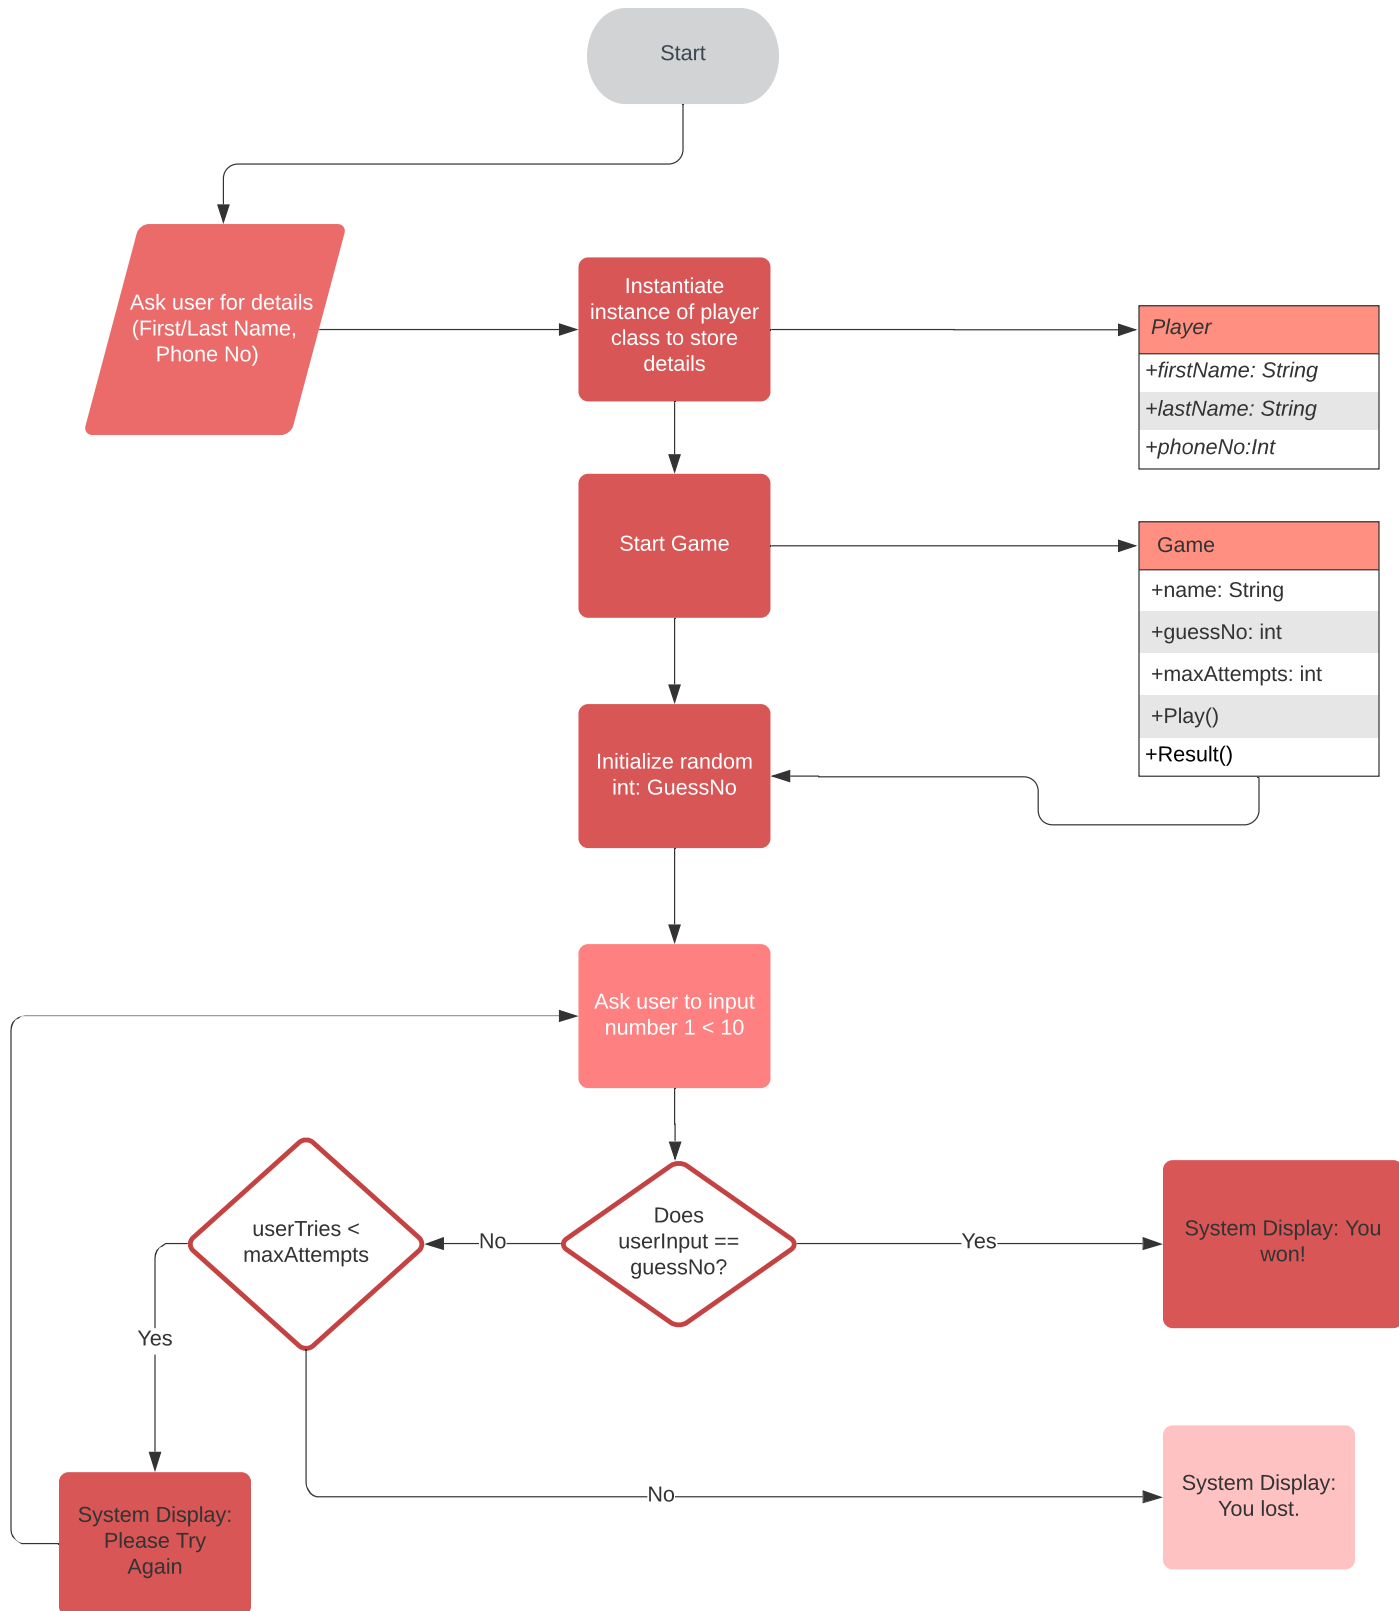 Start
Ask user for details
(First/Last Name,
Phone No)
Instantiate
instance of player
class to store
details
Player
+firstName: String
+lastName: String
+phoneNo:Int
Start Game
Game
+name: String
+guessNo: int
+maxAttempts: int
+Play()
+Result()
Initialize random
int: GuessNo
Ask user to input
number 1 < 10
Does
userInput ==
guessNo?
No
Yes
userTries <
maxAttempts
System Display: You
won!
Yes
No
System Display:
You lost.
System Display:
Please Try
Again